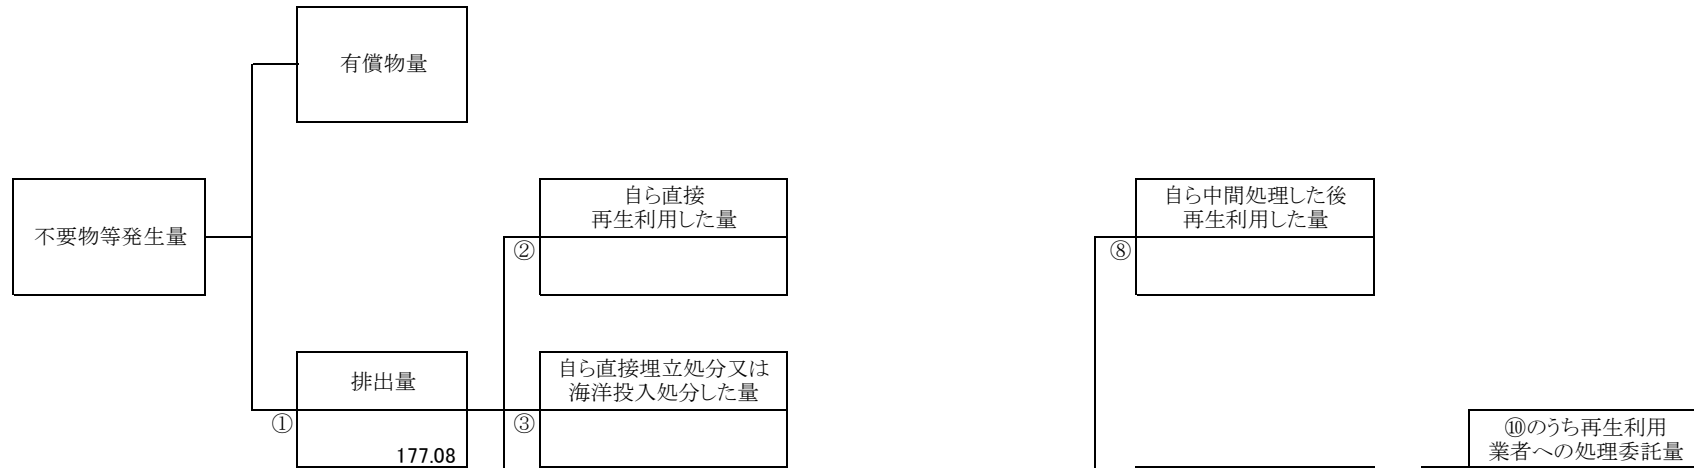 有償物量
不要物等発生量
自ら直接
再生利用した量
②
自ら中間処理した後
再生利用した量
⑧
排出量
①
177.08
自ら直接埋立処分又は
海洋投入処分した量
③
⑩のうち再生利用
業者への処理委託量